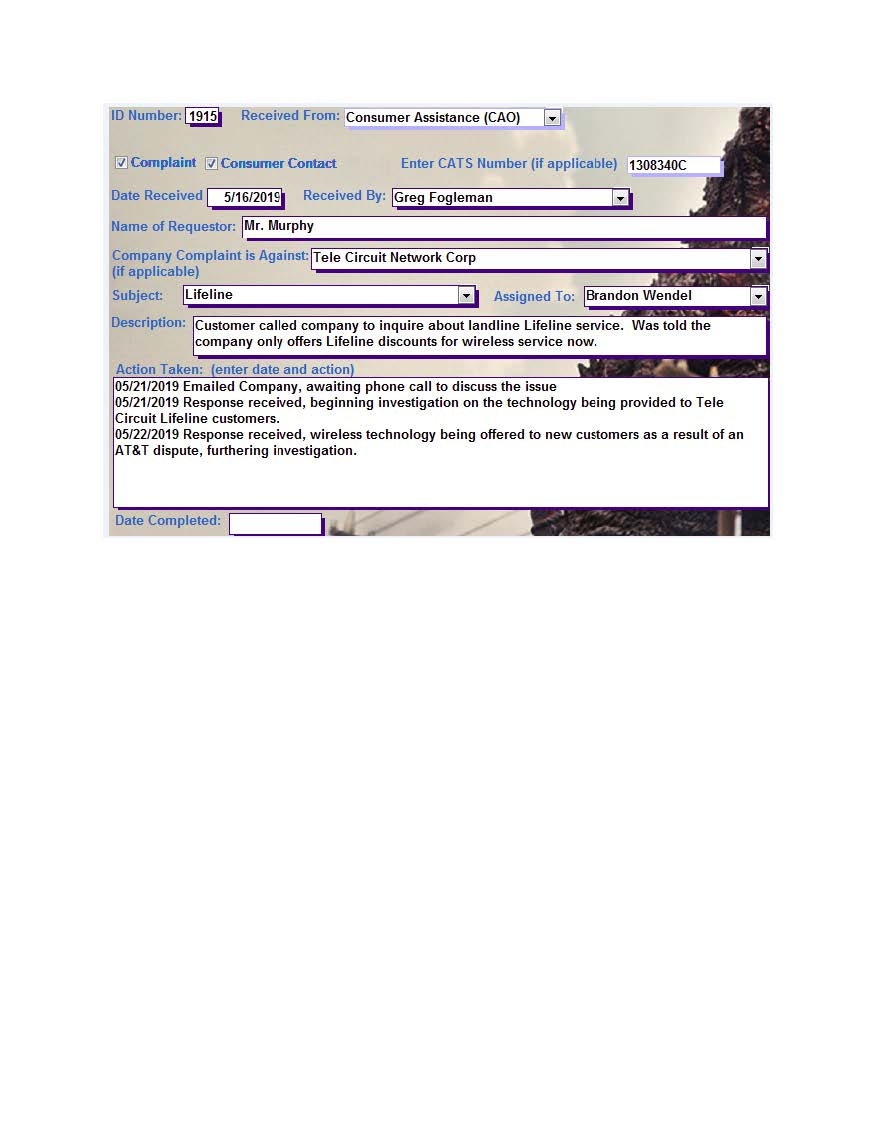 ID Number: 1915 Received From: Consumer Assistance (CAO)
Complaint Consumer Contact Enter CATS Number (if applicable) 1308340C
Date Received 5/16/2019 Received By: Greg Fogleman
Name of Requestor: Mr. Murphy
Company Complaint is Against: Tele Circuit Network Corp
(if applicable)
Subject: Lifeline Assigned To: Brandon Wendel
Description: Customer called company to inquire about landline Lifeline service. Was told the
company only offers Lifeline discounts for wireless service now.
Action Taken: (enter date and action)
05/21/2019 Emailed Company, awaiting phone call to discuss the issue
05/21/2019 Response received, beginning investigation on the technology being provided to Tele
Circuit Lifeline customers.
05/22/2019 Response received, wireless technology being offered to new customers as a result of an
AT&T dispute, furthering investigation.
Date Completed: